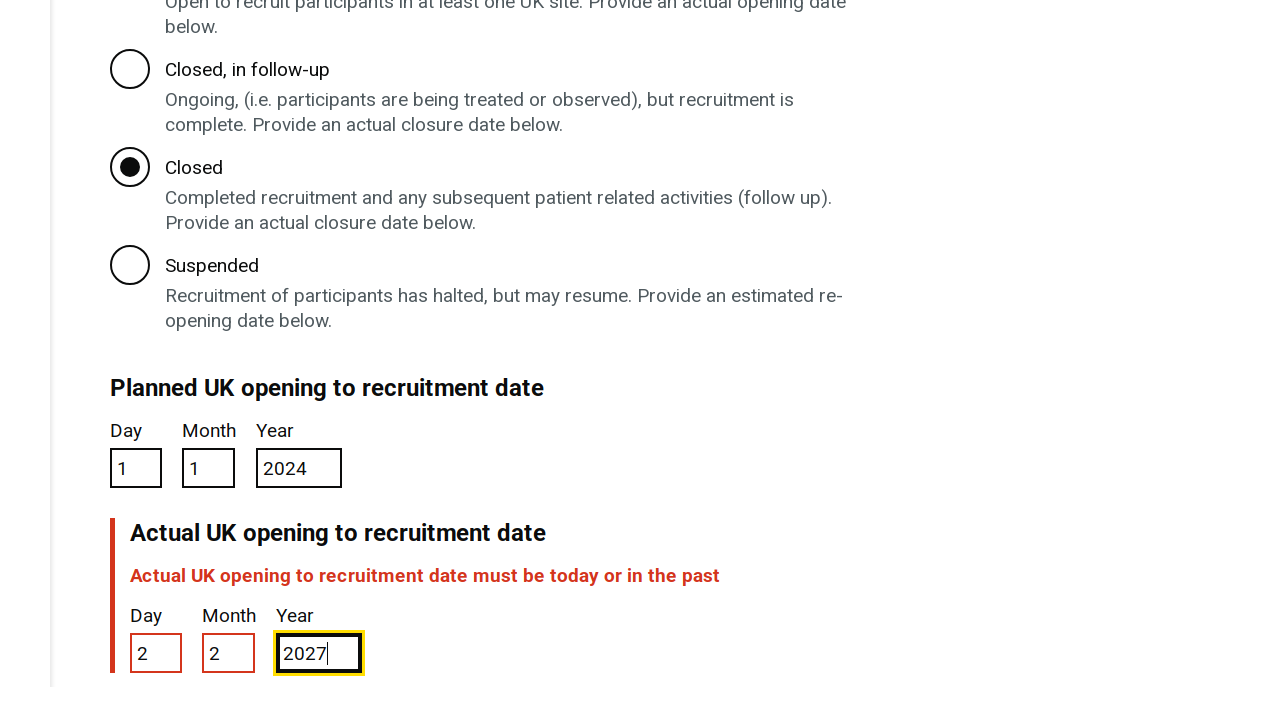 Open to recruit participants in at least one UK site. Provide an actual opening date
below.
Closed, in follow-up
Ongoing, (i.e. participants are being treated or observed), but recruitment is
complete. Provide an actual closure date below.
Closed
Completed recruitment and any subsequent patient related activities (follow up).
Provide an actual closure date below.
Suspended
Recruitment of participants has halted, but may resume. Provide an estimated re-
opening date below.
Planned UK opening to recruitment date
Day Month Year
1 1 2024
Actual UK opening to recruitment date
Actual UK opening to recruitment date must be today or in the past
Day Month Year
2 2 2027